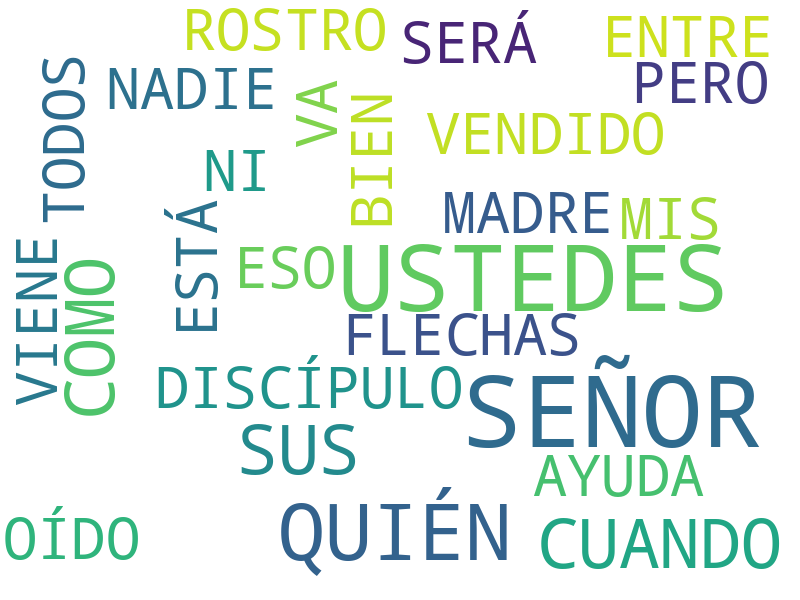 ROSTRO
SERÁ
ENTRE
TODOS
NADIE
PERO
VA
BIEN
VENDIDO
NI
MADRE
MIS
ESTÁ
VIENE
COMO
ESO
USTEDES
FLECHAS
DISCÍPULO
SEÑOR
SUS
AYUDA
QUIÉN
OÍDO
CUANDO